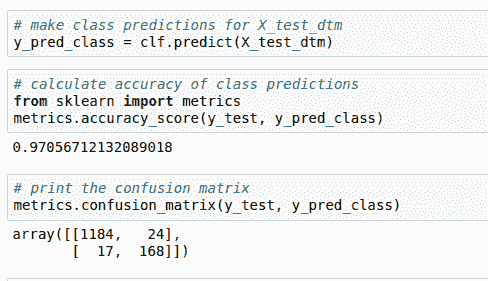 # make class predictions for X_test_dtm
y_pred_class = clf.predict(X_test_dtm)
# calculate accuracy of class predictions
from sklearn import metrics
metrics.accuracy_score(y_test, y_pred_class)
0.97056712132089018
# print the confusion matrix
metrics.confusion_matrix(y_test, y_pred_class)
array([[1184,   24],
       [  17,  168]])